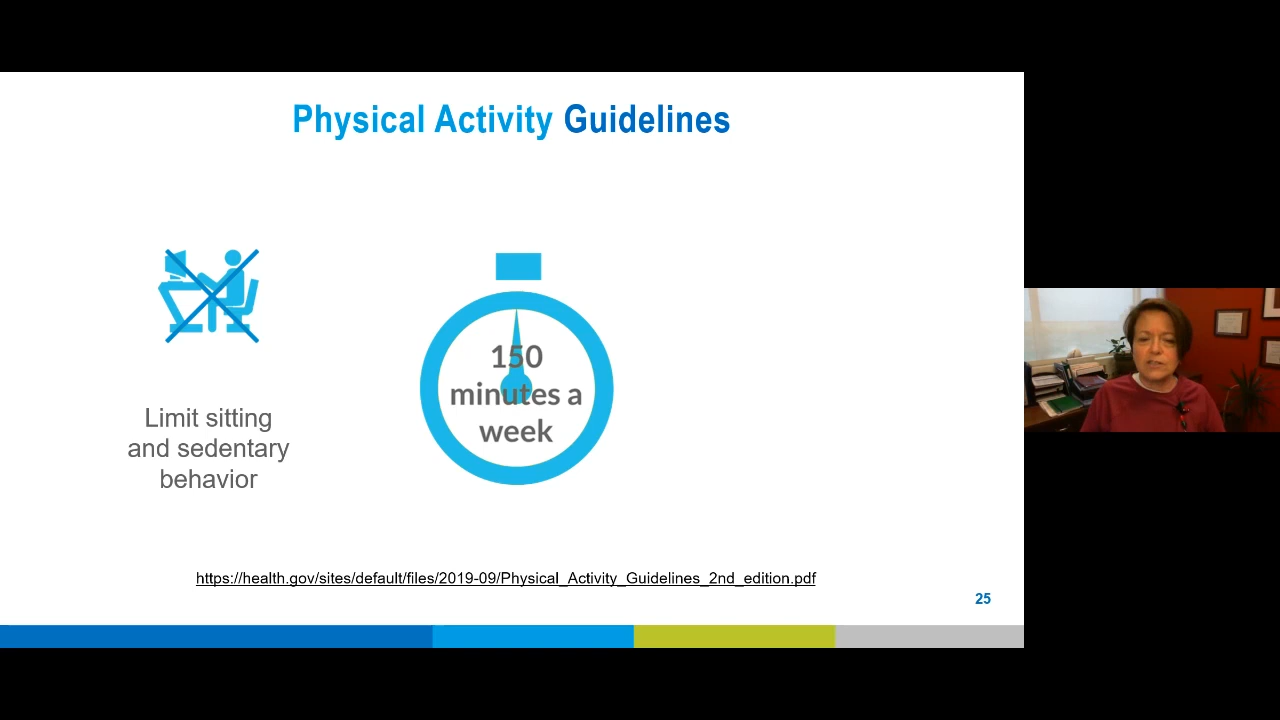 Physical Activity Guidelines
Limit sitting
and sedentary
behavior
150
minutes a
week
https://health.gov/sites/default/files/2019-09/Physical_Activity_Guidelines_2nd_edition.pdf
25